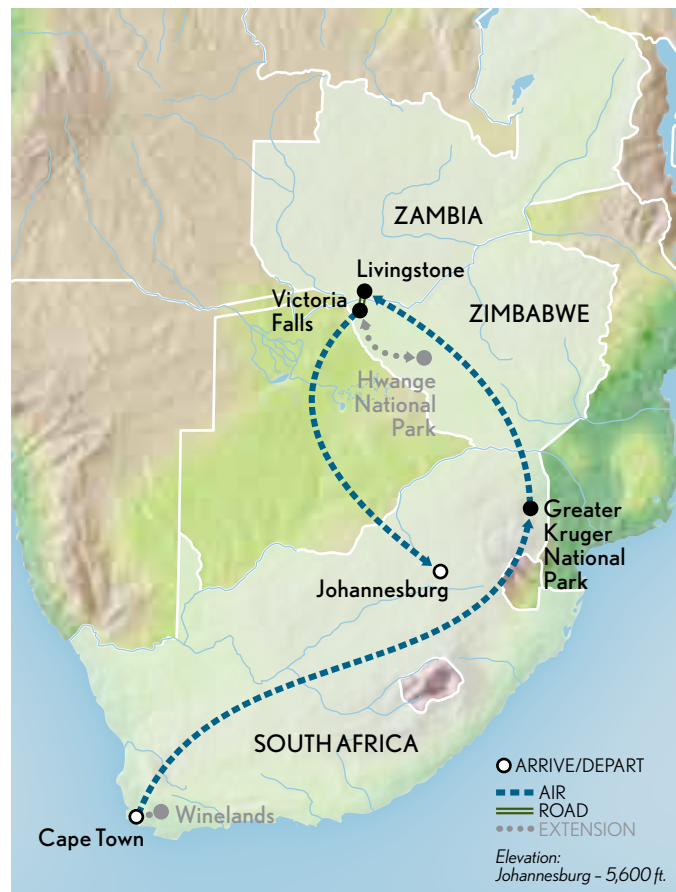 ZAMBIA
Livingstone
Victoria
Falls
ZIMBABWE
Hwange
National
Park
Greater
Kruger
National
Park
Johannesburg
SOUTH AFRICA
Winelands
Cape Town
ARRIVE/DEPART
AIR
ROAD
EXTENSION
Elevation:
Johannesburg – 5,600 ft.